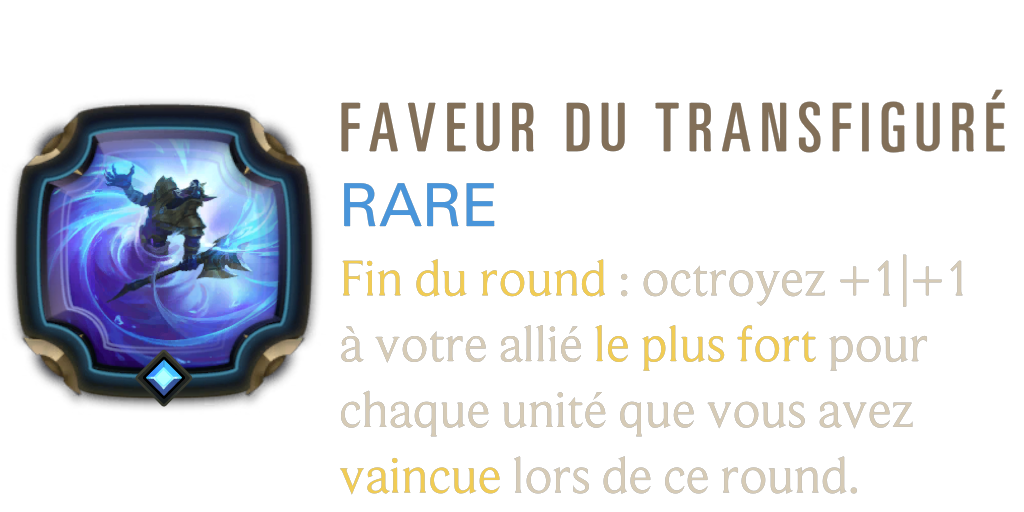 FAVEUR DU TRANSFIGURÉ
RARE
Fin du round : octroyez +1|+1
à votre allié le plus fort pour
chaque unité que vous avez
vaincue lors de ce round.